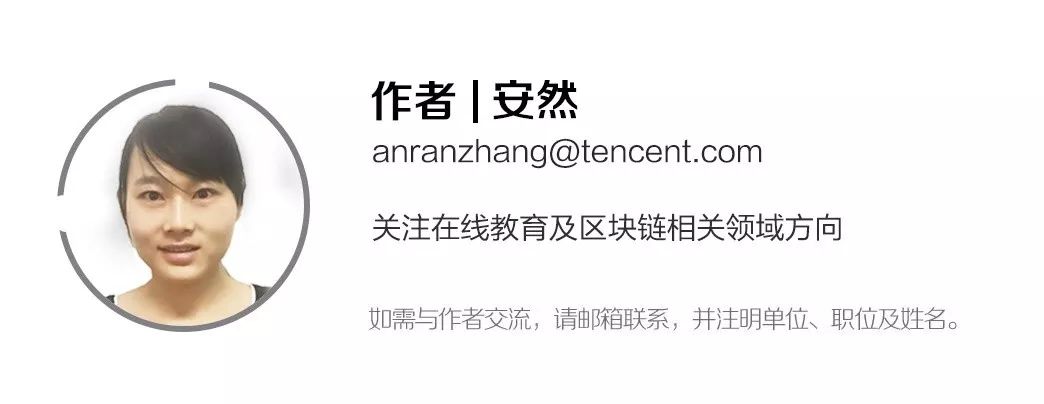 作者 | 安然
anranzhang@tencent.com
关注在线教育及区块链相关领域方向
如需与作者交流，请邮箱联系，并注明单位、职位及姓名。